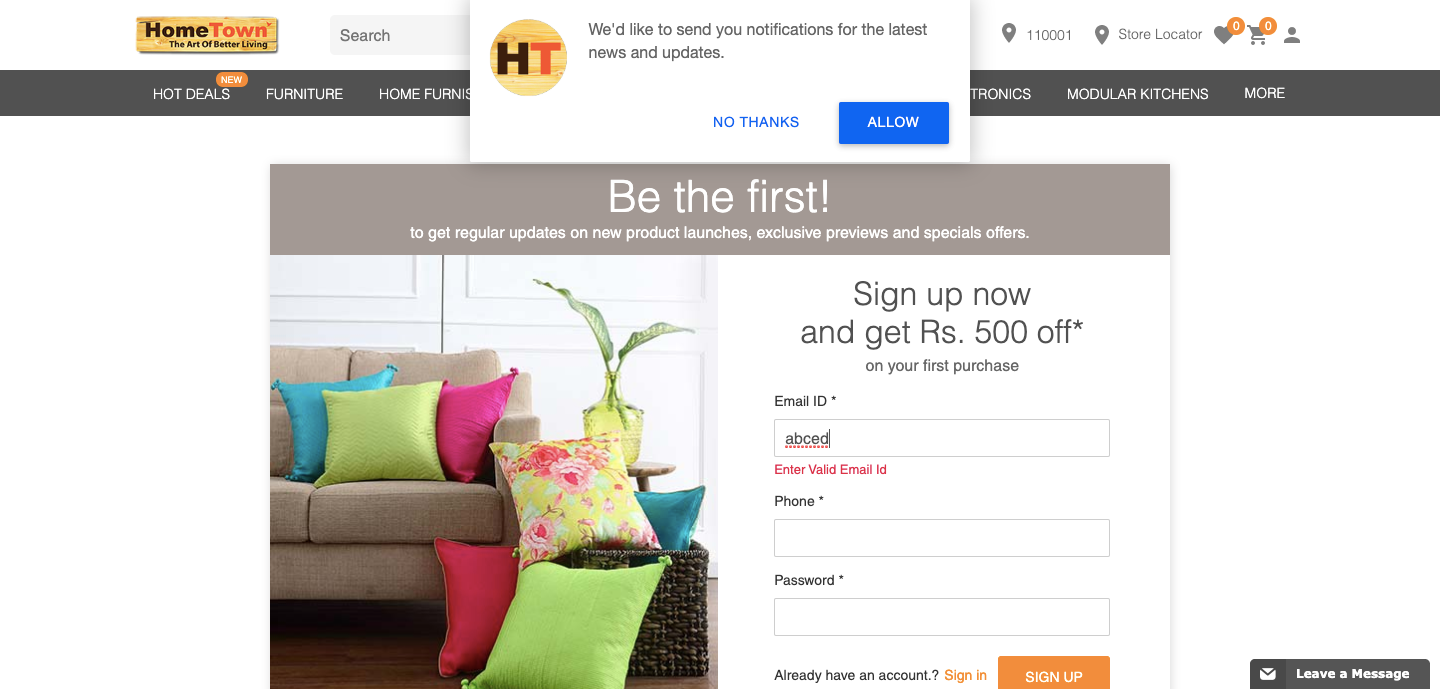 HomeTown
The Art Of Better Living
Search
We'd like to send you notifications for the latest
news and updates.
HT
NO THANKS
ALLOW
110001
Store Locator
0
0
NEW
HOT DEALS
FURNITURE
HOME FURNIS
TRONICS
MODULAR KITCHENS
MORE
Be the first!
to get regular updates on new product launches, exclusive previews and specials offers.
Sign up now
and get Rs. 500 off*
on your first purchase
Email ID *
abced
Enter Valid Email Id
Phone *
Password *
Already have an account.? Sign in
SIGN UP
Leave a Message